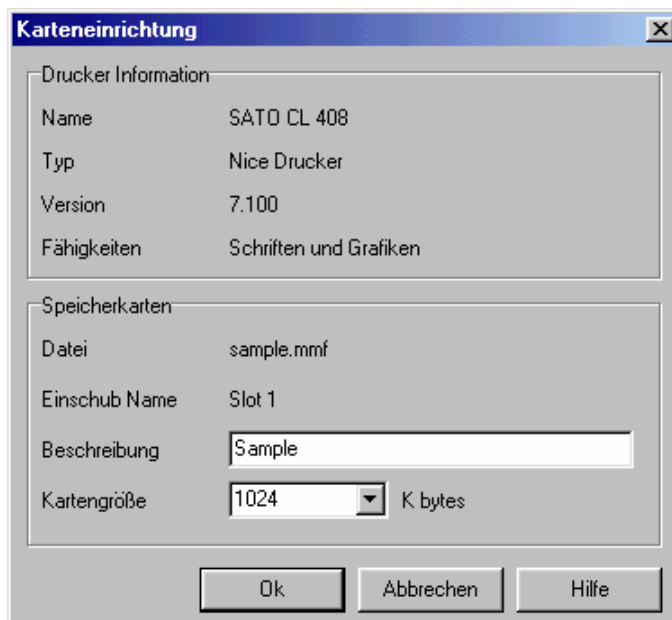 Karteneinrichtung
Drucker Information
Name SATO CL 408
Typ Nice Drucker
Version 7.100
Fähigkeiten Schriften und Grafiken
Speicherkarten
Datei sample.mmf
Einschub Name Slot 1
Beschreibung Sample
Kartengröße 1024 K bytes
Ok Abbrechen Hilfe